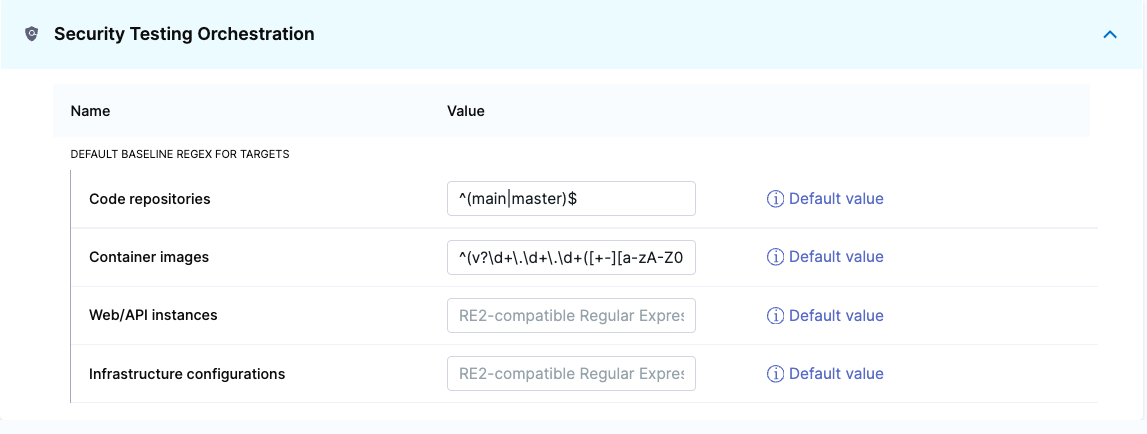 Security Testing Orchestration
Name Value
DEFAULT BASELINE REGEX FOR TARGETS
Code repositories ^(main|master)$ Default value
Container images ^(v?\d+\.\d+\.\d+([+-][a-zA-Z0 Default value
Web/API instances RE2-compatible Regular Expres Default value
Infrastructure configurations RE2-compatible Regular Expres Default value